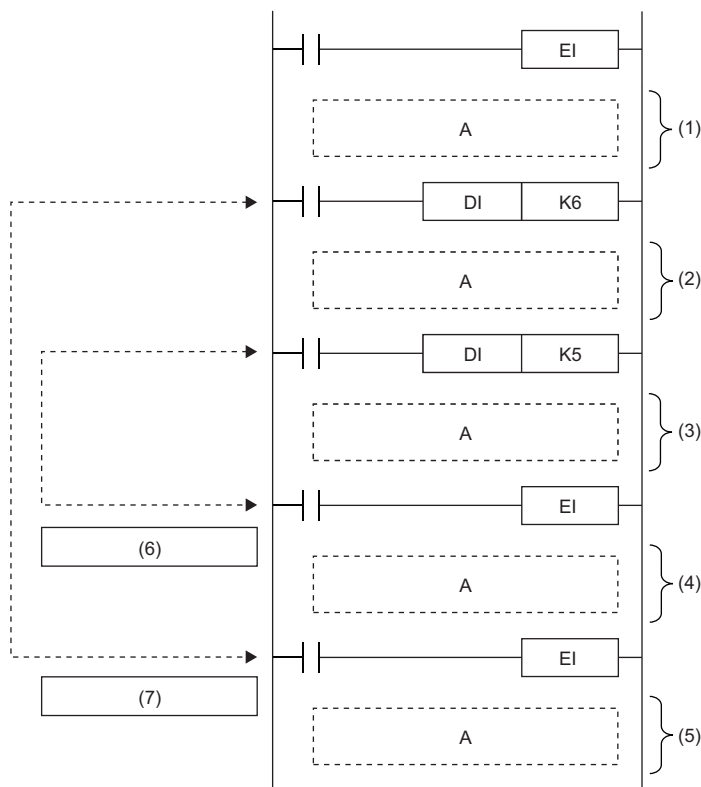 EI
A
(1)
DI K6
A
(2)
DI K5
A
(3)
EI
(6)
A
(4)
EI
(7)
A
(5)